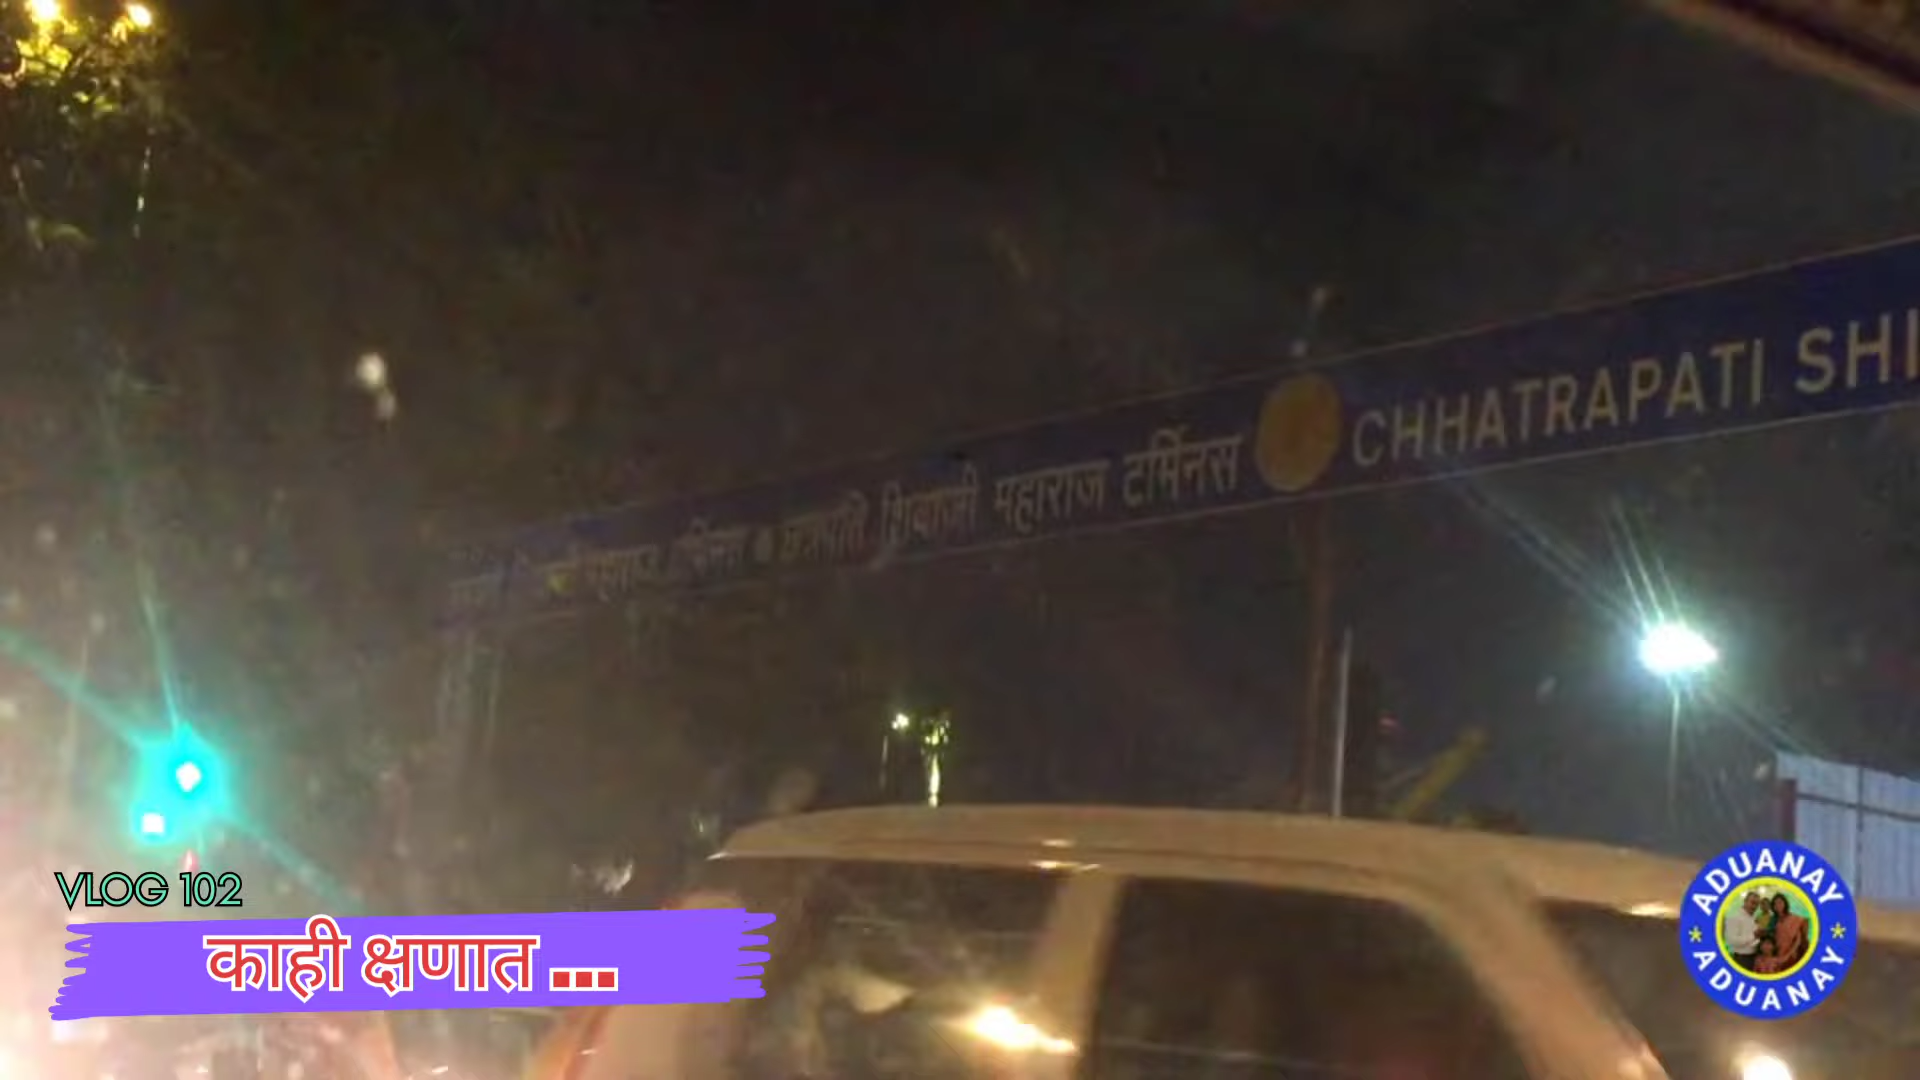 छत्रपति शिवाजी महाराज टर्मिनस CHHATRAPATI SHI
VLOG 102
काही क्षणात ...
ADUANAY
ADUANAY